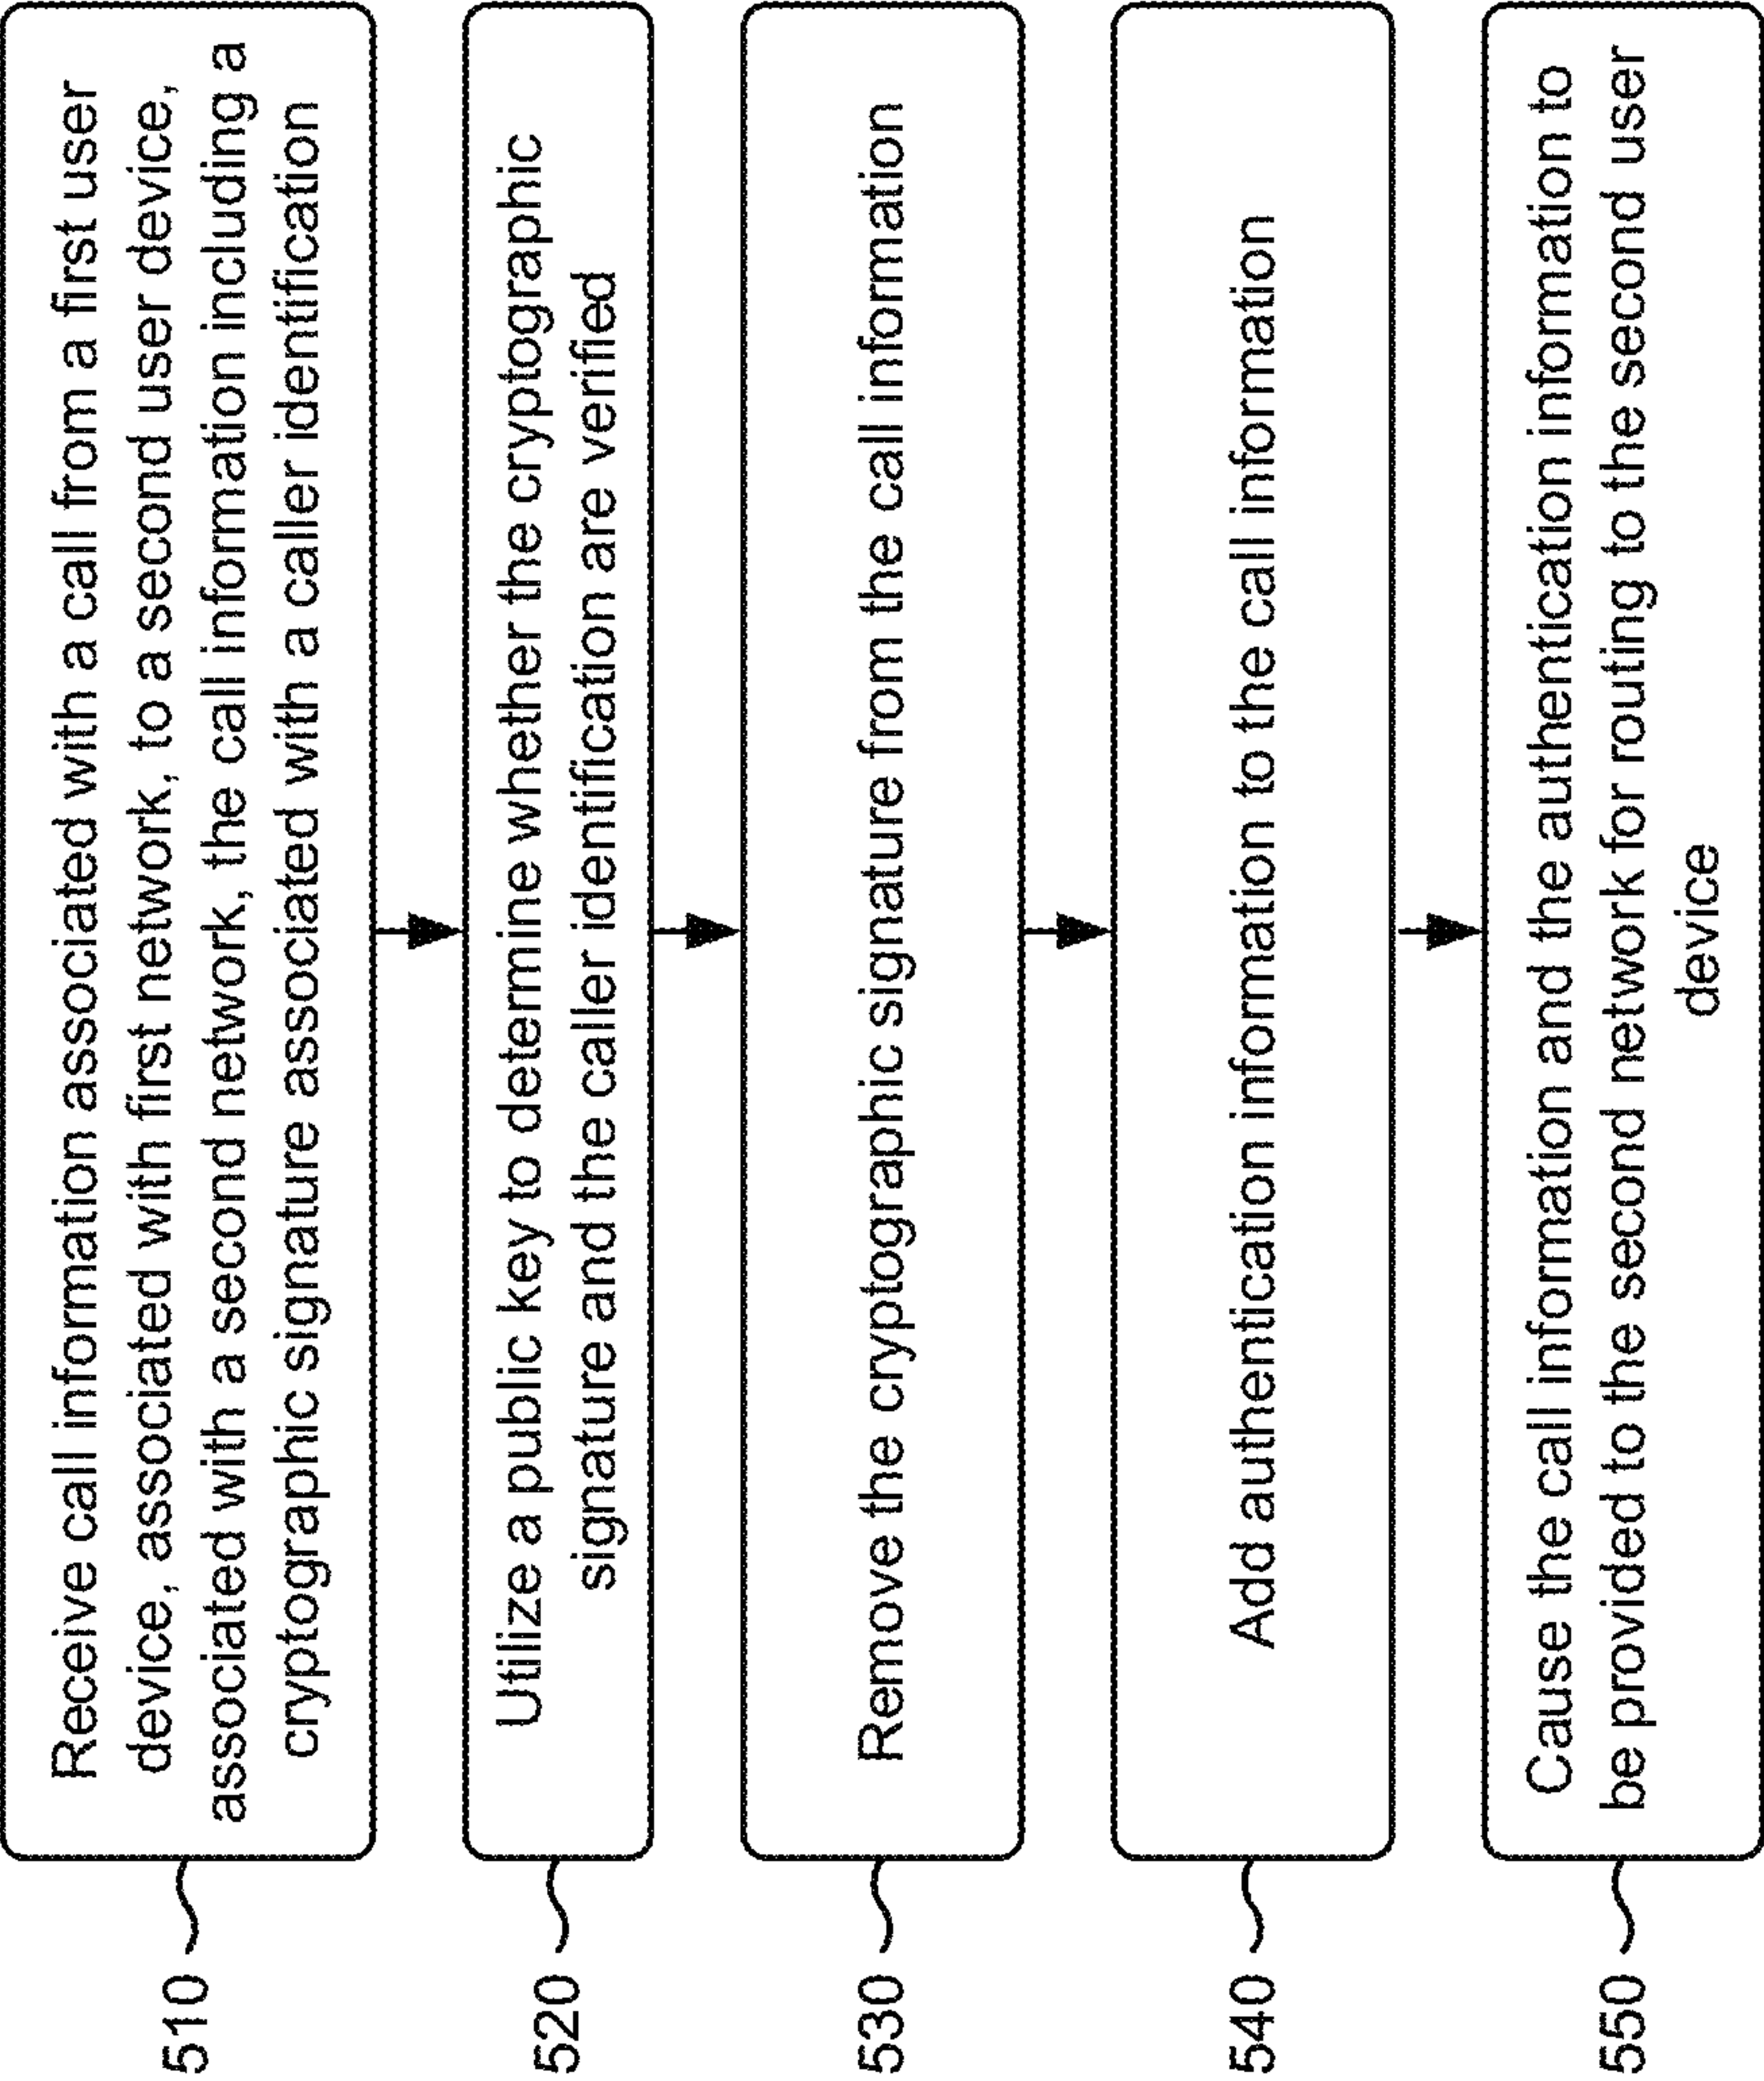 510
Receive call information associated with a call from a first user
device, associated with first network, to a second user device,
associated with a second network, the call information including a
cryptographic signature associated with a caller identification
520
Utilize a public key to determine whether the cryptographic
signature and the caller identification are verified
530
Remove the cryptographic signature from the call information
540
Add authentication information to the call information
550
Cause the call information and the authentication information to
be provided to the second network for routing to the second user
device